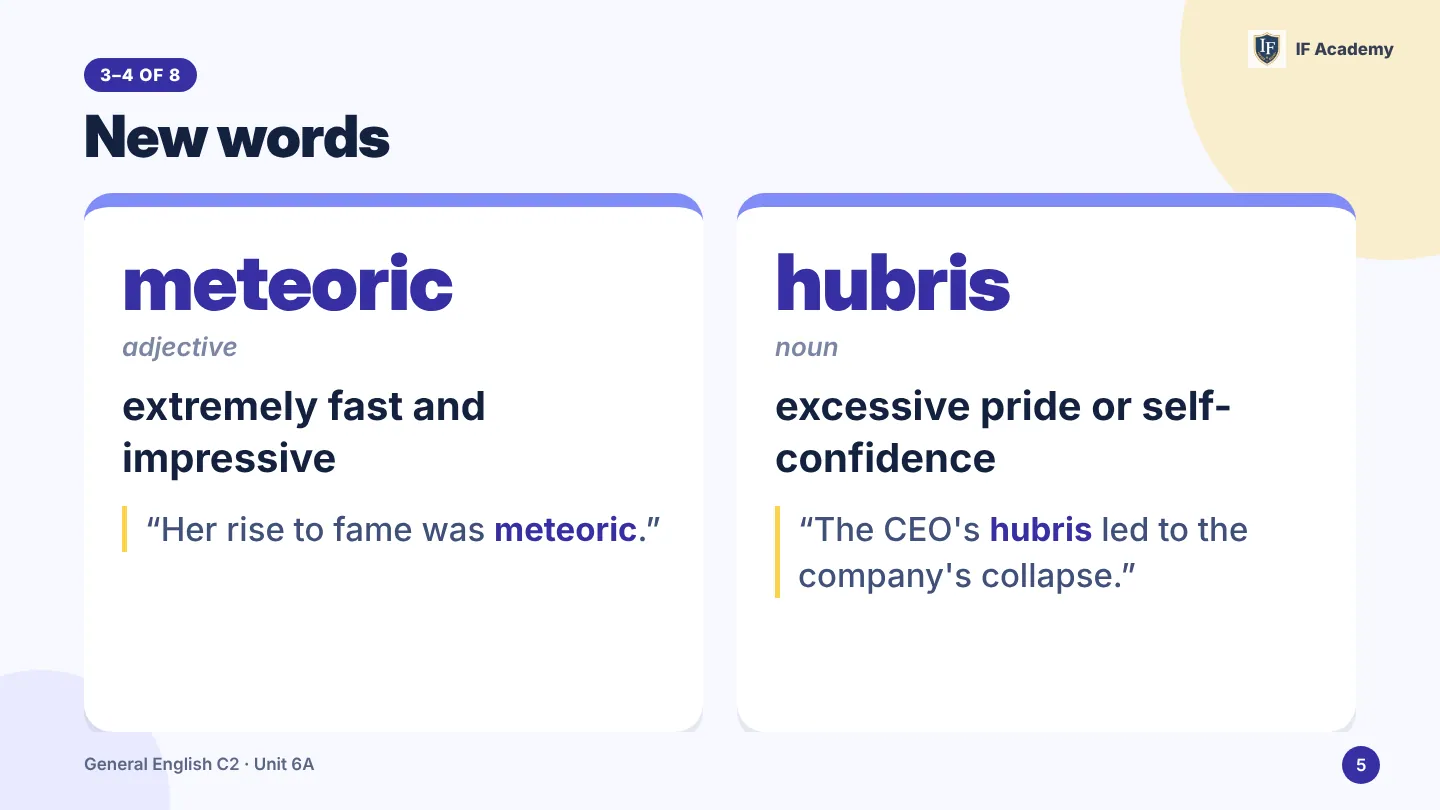 IF
IF Academy
3–4 OF 8
New words
meteoric
adjective
extremely fast and
impressive
“Her rise to fame was meteoric.”
hubris
noun
excessive pride or self-
confidence
“The CEO's hubris led to the
company's collapse.”
General English C2 · Unit 6A
5